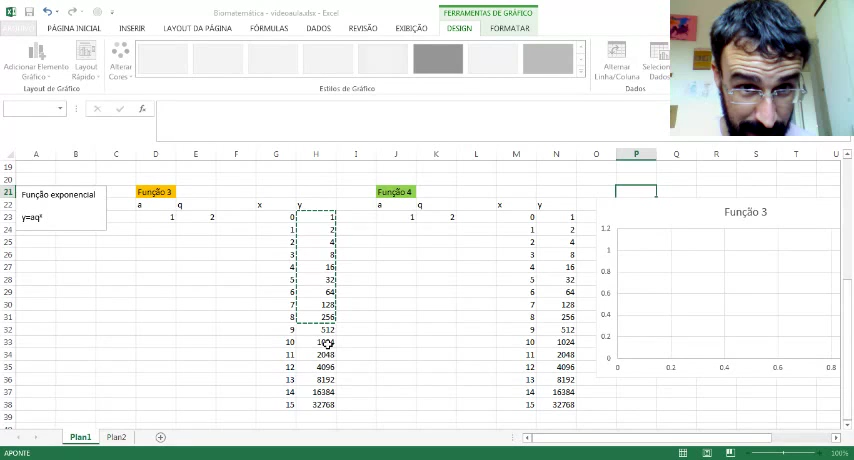 Biomatemática - videoaula.xlsx - Excel
FERRAMENTAS DE GRÁFICO
ARQUIVO PÁGINA INICIAL INSERIR LAYOUT DA PÁGINA FÓRMULAS DADOS REVISÃO EXIBIÇÃO DESIGN FORMATAR
Adicionar Elemento Gráfico Layout Rápido Alterar Cores Alternar Linha/Coluna
Layout de Gráfico Estilos de Gráfico Dados
fx
A B C D E F G H I J K L M N O P Q R S T U
19
20
21 Função exponencial Função 3 Função 4
22 a q x y a q x y
23 y=aqˣ 1 2 0 1 1 2 0 1
24 1 2 1 2
25 2 4 2 4
26 3 8 3 8
27 4 16 4 16
28 5 32 5 32
29 6 64 6 64
30 7 128 7 128
31 8 256 8 256
32 9 512 9 512
33 10 1024 10 1024
34 11 2048 11 2048
35 12 4096 12 4096
36 13 8192 13 8192
37 14 16384 14 16384
38 15 32768 15 32768
39
Função 3
1.2
1
0.8
0.6
0.4
0.2
0
0 0.2 0.4 0.6 0.8
Plan1 Plan2
APONTE 100%